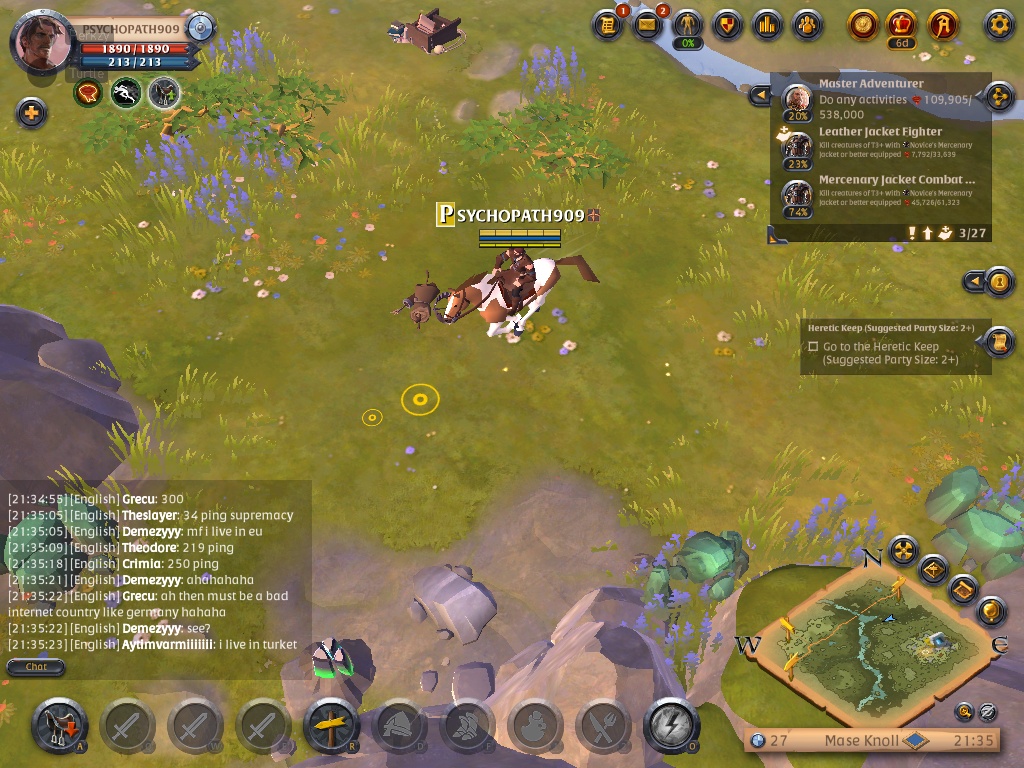 PSYCHOPATH909
1890 / 1890
213 / 213
Turtle
1
2
0%
6d
Master Adventurer
Do any activities 109,905/
538,000
20%
Leather Jacket Fighter
Kill creatures of T3+ with Novice's Mercenary
Jacket or better equipped 7,792/33,639
23%
Mercenary Jacket Combat ...
Kill creatures of T3+ with Novice's Mercenary
Jacket or better equipped 45,726/61,323
74%
3/27
PSYCHOPATH909
Heretic Keep (Suggested Party Size: 2+)
Go to the Heretic Keep
(Suggested Party Size: 2+)
[21:34:55] [English] Grecu: 300
[21:35:05] [English] Theslayer: 34 ping supremacy
[21:35:05] [English] Demezyyy: mf i live in eu
[21:35:09] [English] Theodore: 219 ping
[21:35:18] [English] Crimia: 250 ping
[21:35:21] [English] Demezyyy: ahahahaha
[21:35:22] [English] Grecu: ah then must be a bad
internet country like germany hahaha
[21:35:22] [English] Demezyyy: see?
[21:35:23] [English] Aytimvarmiiiiiii: i live in turket
Chat
N
W
E
A
Q
W
E
R
D
F
O
27
Mase Knoll
21:35